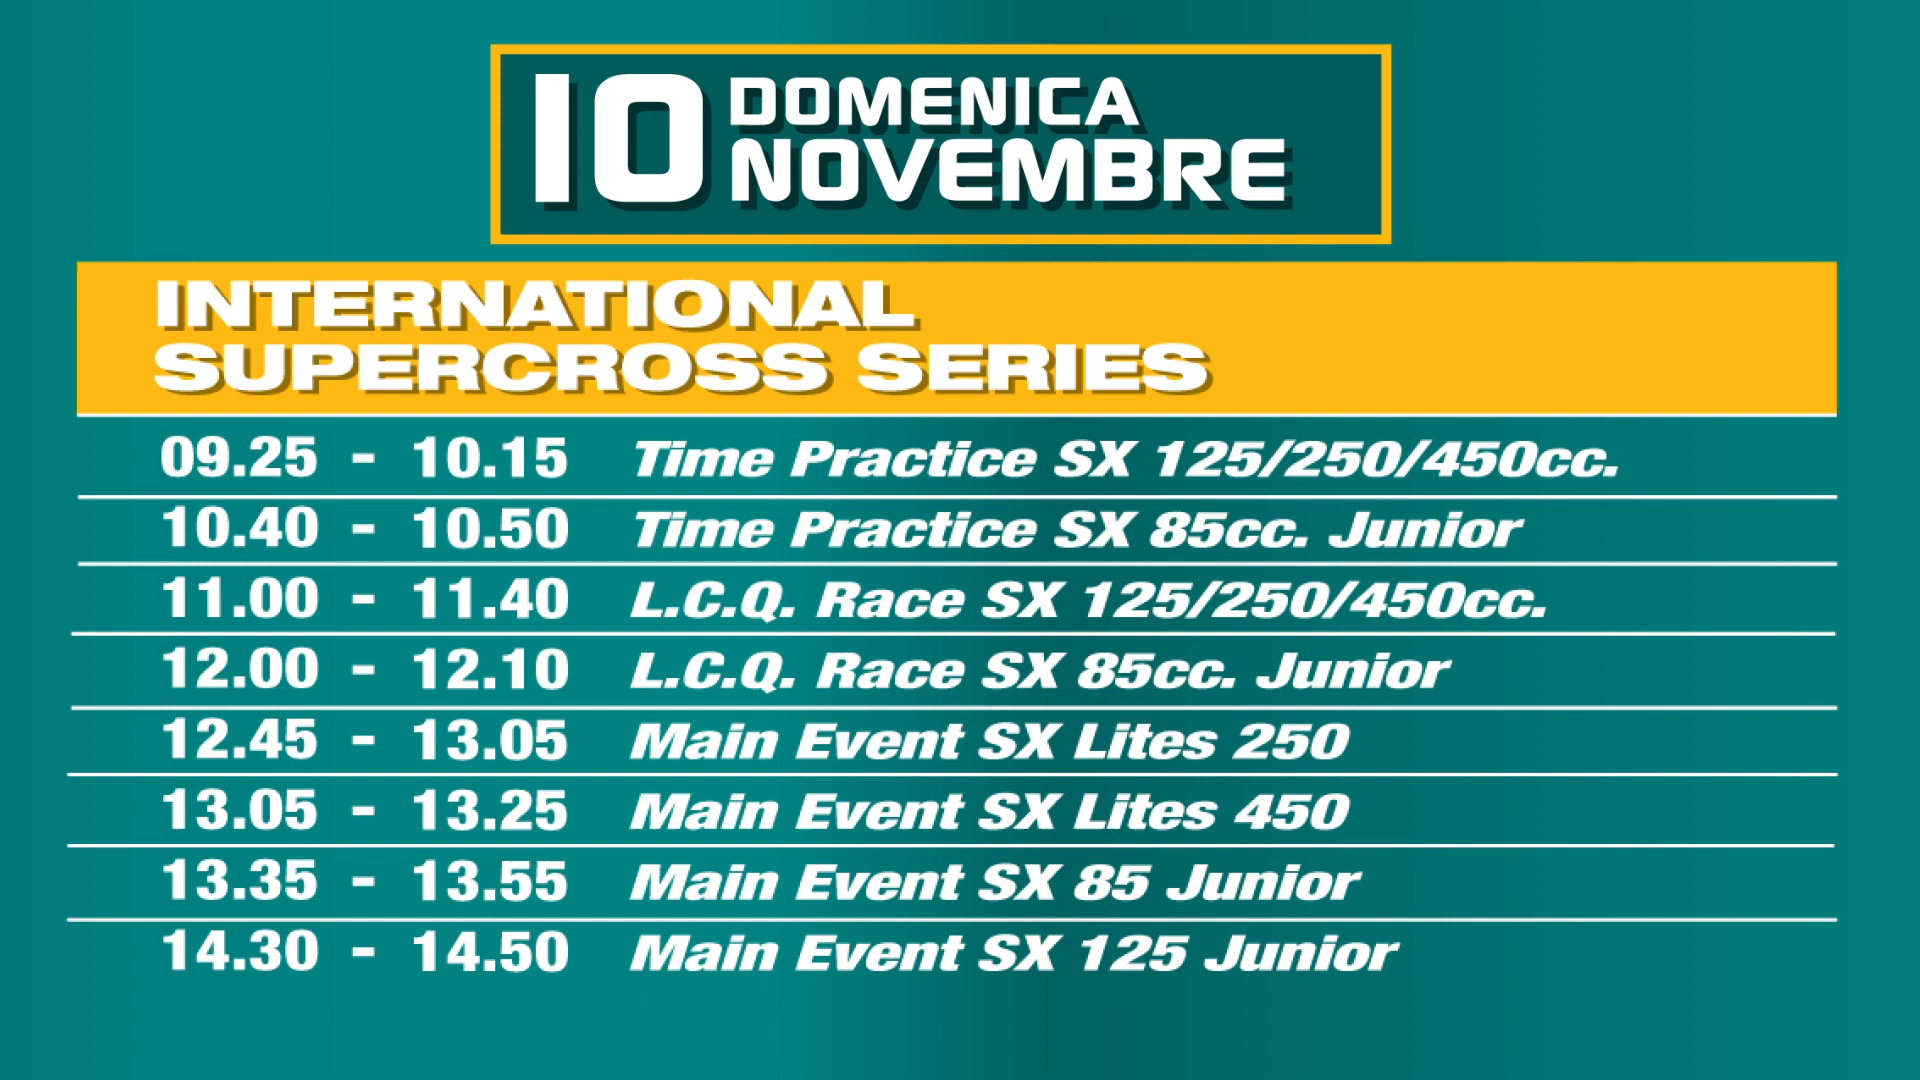 10 DOMENICA
NOVEMBRE
INTERNATIONAL
SUPERCROSS SERIES
09.25 - 10.15 Time Practice SX 125/250/450cc.
10.40 - 10.50 Time Practice SX 85cc. Junior
11.00 - 11.40 L.C.Q. Race SX 125/250/450cc.
12.00 - 12.10 L.C.Q. Race SX 85cc. Junior
12.45 - 13.05 Main Event SX Lites 250
13.05 - 13.25 Main Event SX Lites 450
13.35 - 13.55 Main Event SX 85 Junior
14.30 - 14.50 Main Event SX 125 Junior